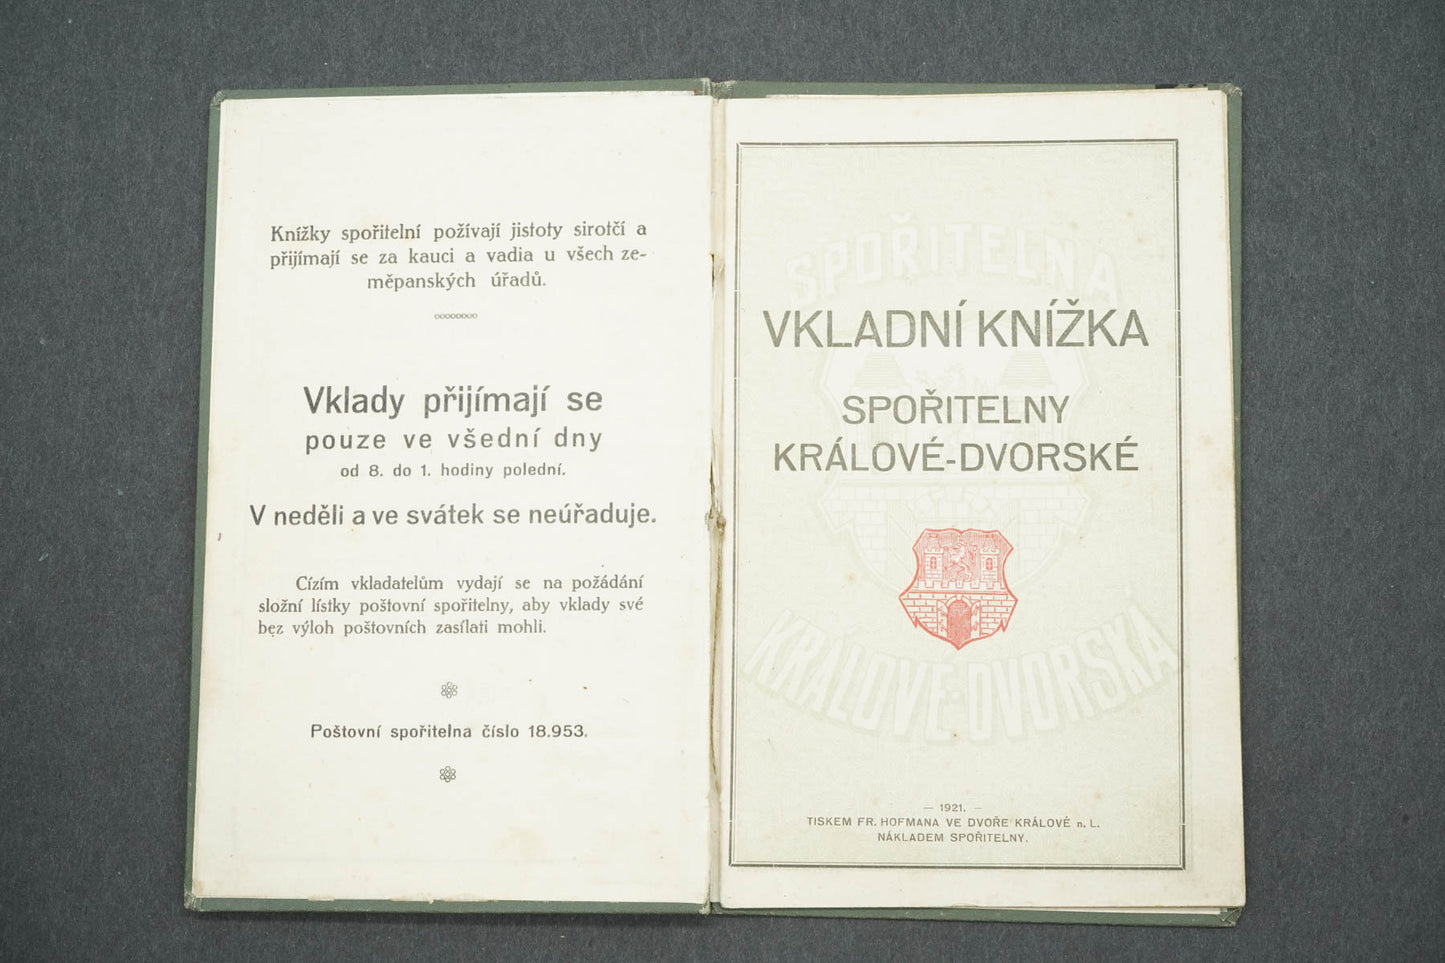 Knížky spořitelní požívají jistoty sirotčí a
přijímají se za kauci a vadia u všech ze-
měpanských úřadů.
Vklady přijímají se
pouze ve všední dny
od 8. do 1. hodiny polední.
V neděli a ve svátek se neúřaduje.
Cízím vkladatelům vydají se na požádání
složní lístky poštovní spořitelny, aby vklady své
bez výloh poštovních zasílati mohli.
Poštovní spořitelna číslo 18.953.
SPOŘITELNA
VKLADNÍ KNÍŽKA
SPOŘITELNY
KRÁLOVÉ-DVORSKÉ
KRÁLOVÉ-DVORSKÁ
— 1921. —
TISKEM FR. HOFMANA VE DVOŘE KRÁLOVÉ n. L.
NÁKLADEM SPOŘITELNY.